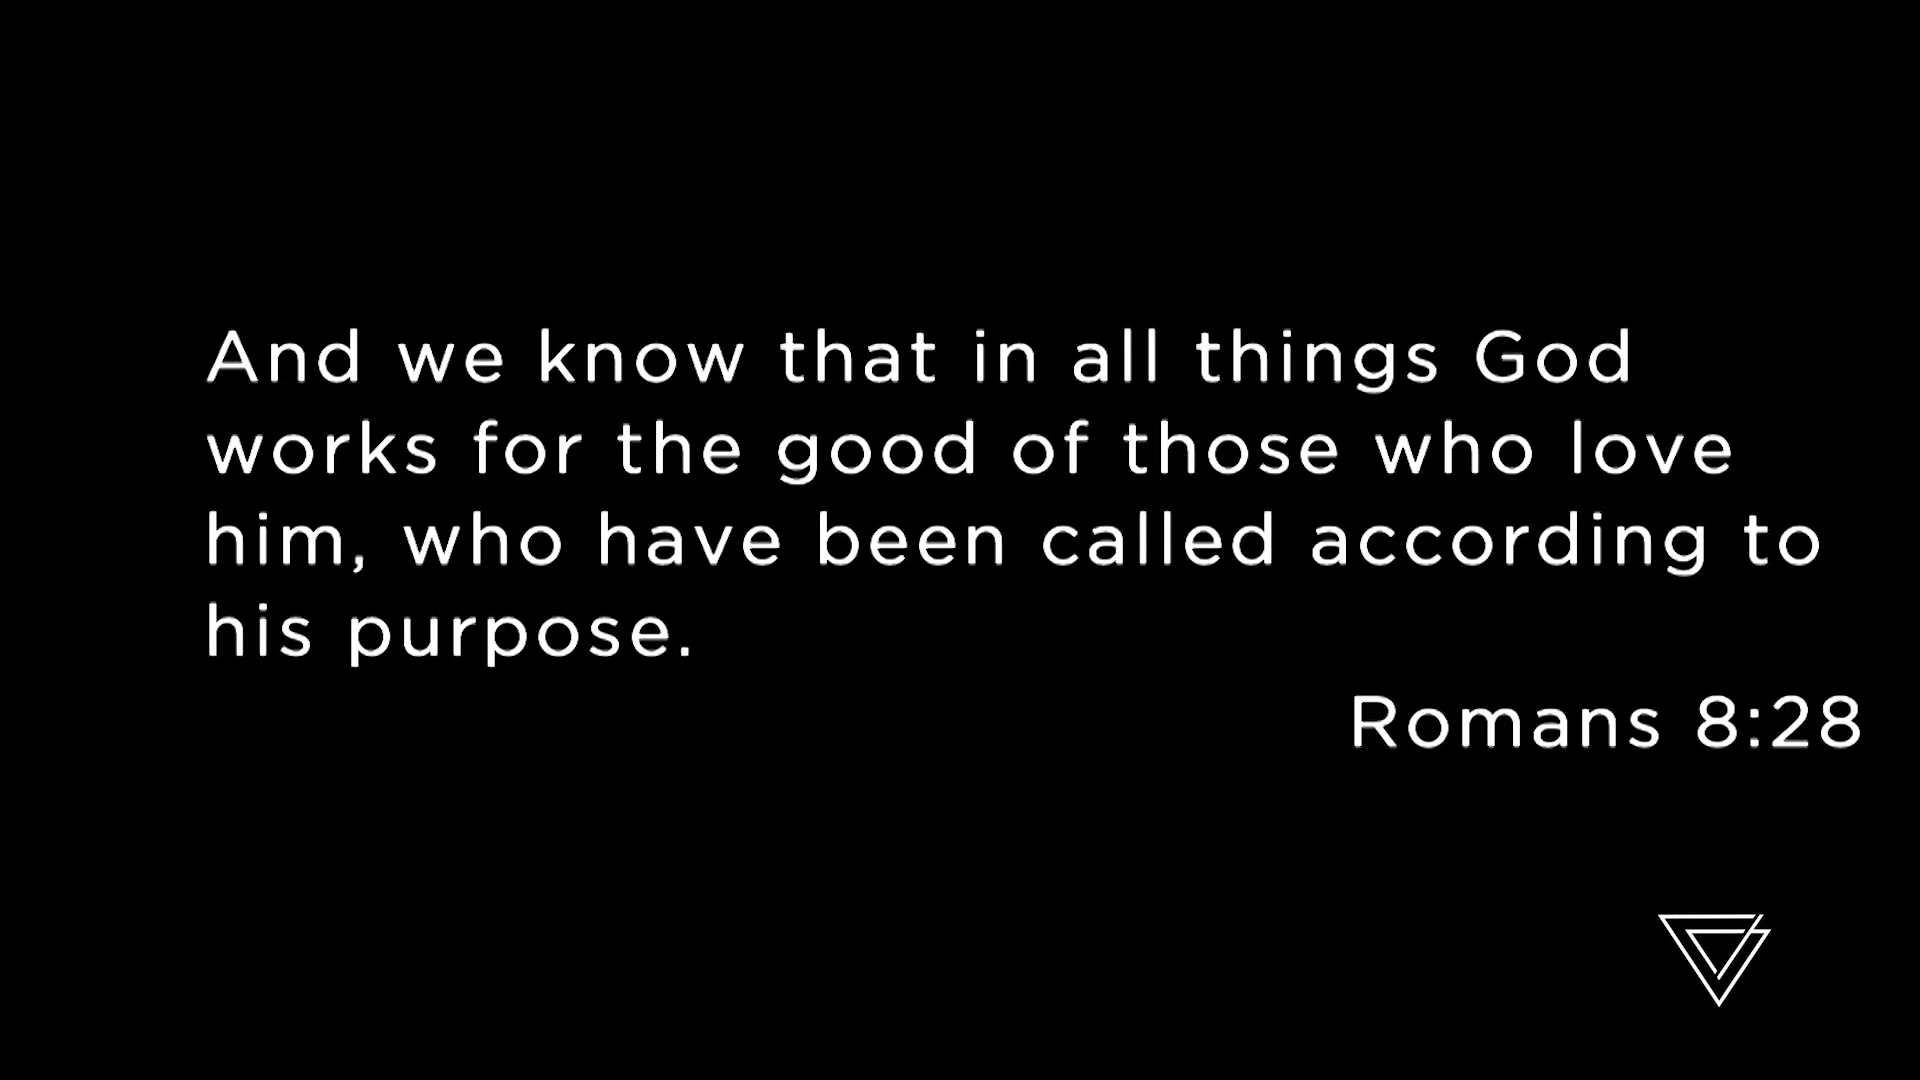 And we know that in all things God
works for the good of those who love
him, who have been called according to
his purpose.
Romans 8:28